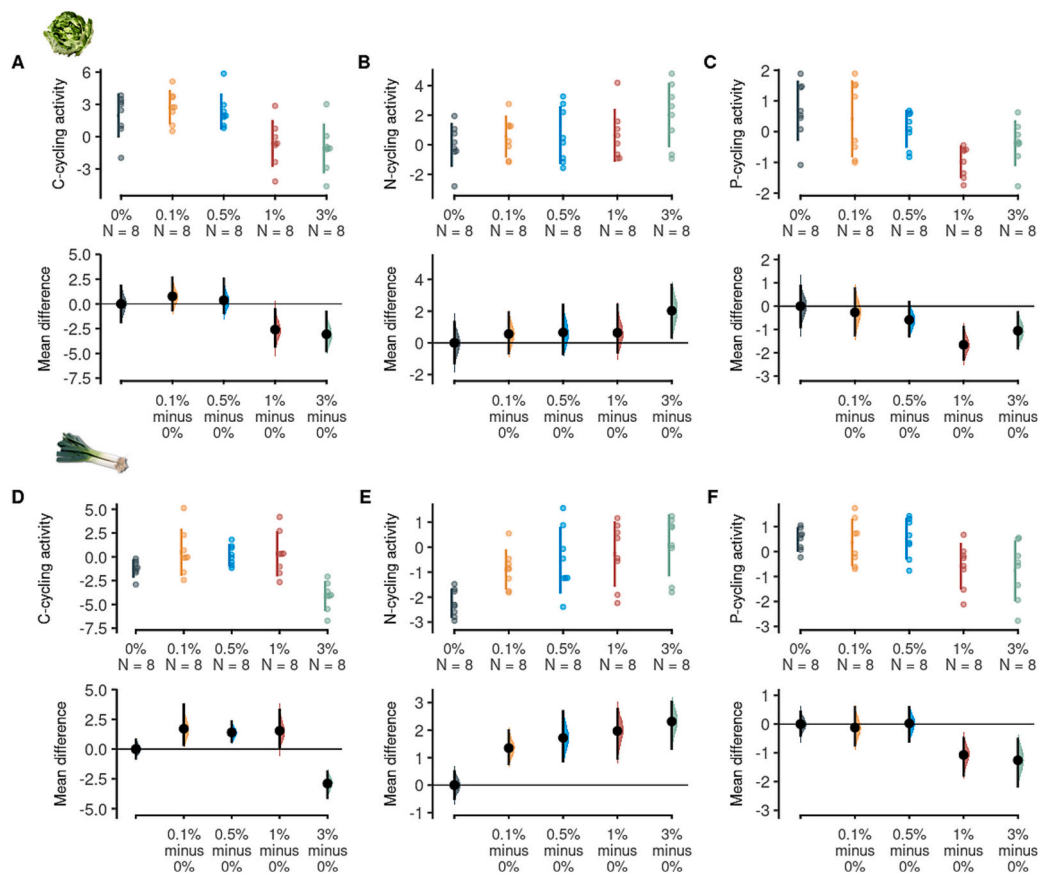 A
B
C
C-cycling activity
6
3
0
-3
0%
N = 8
0.1%
N = 8
0.5%
N = 8
1%
N = 8
3%
N = 8
N-cycling activity
4
2
0
-2
0%
N = 8
0.1%
N = 8
0.5%
N = 8
1%
N = 8
3%
N = 8
P-cycling activity
2
1
0
-1
-2
0%
N = 8
0.1%
N = 8
0.5%
N = 8
1%
N = 8
3%
N = 8
Mean difference
5.0
2.5
0.0
-2.5
-5.0
-7.5
0.1%
minus
0%
0.5%
minus
0%
1%
minus
0%
3%
minus
0%
Mean difference
4
2
0
-2
0.1%
minus
0%
0.5%
minus
0%
1%
minus
0%
3%
minus
0%
Mean difference
2
1
0
-1
-2
-3
0.1%
minus
0%
0.5%
minus
0%
1%
minus
0%
3%
minus
0%
D
E
F
C-cycling activity
5.0
2.5
0.0
-2.5
-5.0
-7.5
0%
N = 8
0.1%
N = 8
0.5%
N = 8
1%
N = 8
3%
N = 8
N-cycling activity
1
0
-1
-2
-3
0%
N = 8
0.1%
N = 8
0.5%
N = 8
1%
N = 8
3%
N = 8
P-cycling activity
1
0
-1
-2
-3
0%
N = 8
0.1%
N = 8
0.5%
N = 8
1%
N = 8
3%
N = 8
Mean difference
5.0
2.5
0.0
-2.5
-5.0
0.1%
minus
0%
0.5%
minus
0%
1%
minus
0%
3%
minus
0%
Mean difference
3
2
1
0
-1
0.1%
minus
0%
0.5%
minus
0%
1%
minus
0%
3%
minus
0%
Mean difference
1
0
-1
-2
-3
0.1%
minus
0%
0.5%
minus
0%
1%
minus
0%
3%
minus
0%